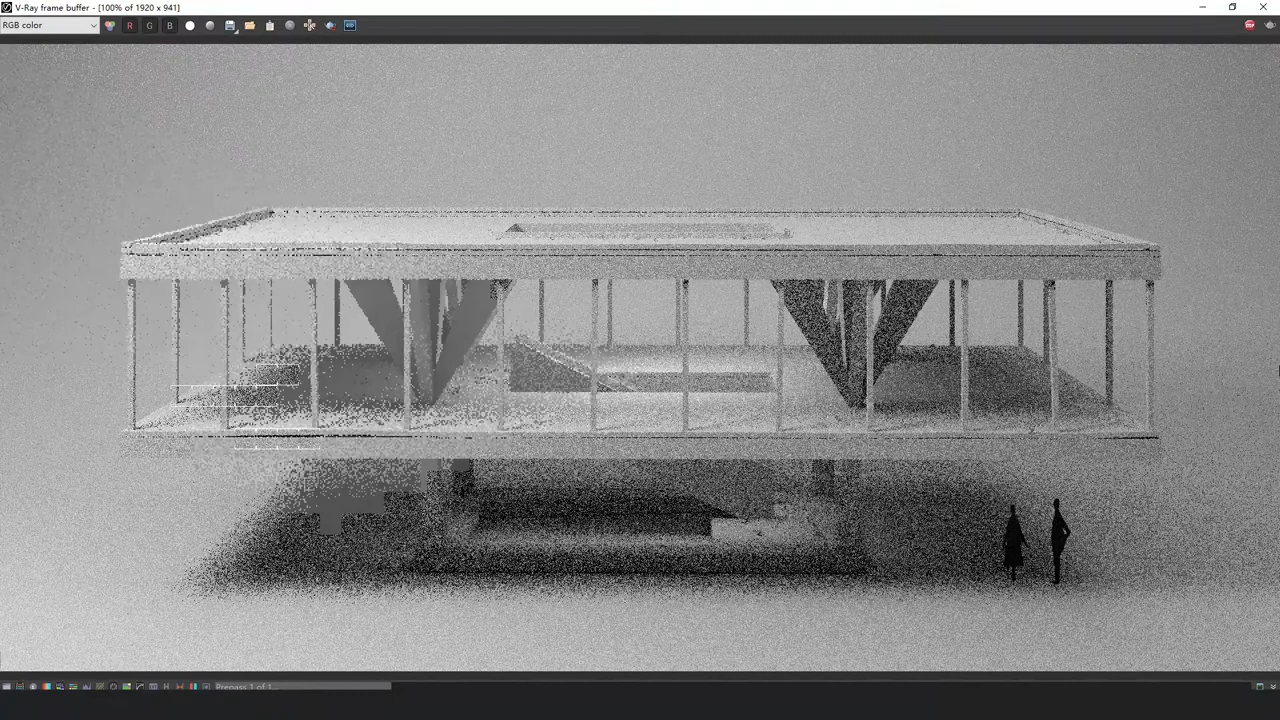 V-Ray frame buffer - [100% of 1920 x 941]
RGB color
R
G
B
H
Prepass 1 of 1...